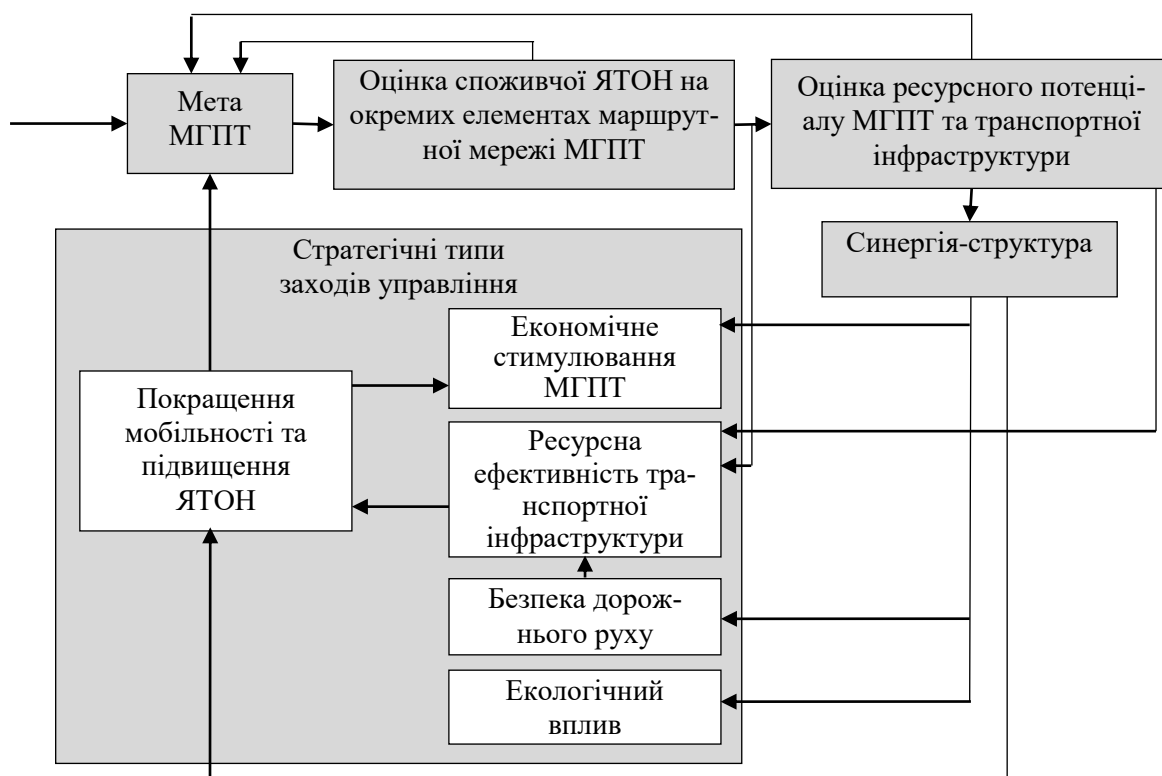 Мета
МГПТ
Оцінка споживчої ЯТОН на
окремих елементах маршрут-
ної мережі МГПТ
Оцінка ресурсного потенці-
алу МГПТ та транспортної
інфраструктури
Синергія-структура
Стратегічні типи
заходів управління
Економічне
стимулювання
МГПТ
Покращення
мобільності та
підвищення
ЯТОН
Ресурсна
ефективність тра-
нспортної
інфраструктури
Безпека дорож-
нього руху
Екологічний
вплив